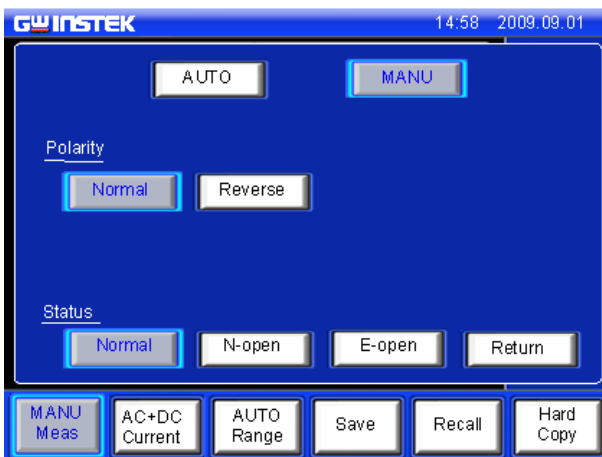 GWINSTEK 14:58 2009.09.01
AUTO MANU
Polarity
Normal Reverse
Status
Normal N-open E-open Return
MANU Meas AC+DC Current AUTO Range Save Recall Hard Copy